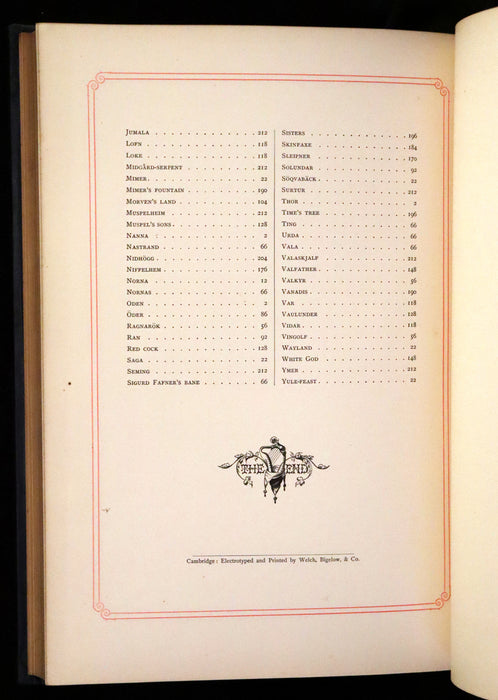 Jumala . . . . . . . . . . . . 212
Lofn . . . . . . . . . . . . 118
Loke . . . . . . . . . . . . 118
Midgård-serpent . . . . . . . . 212
Mimer . . . . . . . . . . . . 22
Mimer's fountain . . . . . . . . 190
Morven's land . . . . . . . . . 104
Muspelheim . . . . . . . . . . 212
Muspel's sons . . . . . . . . . 128
Nanna . . . . . . . . . . . . 2
Nastrand . . . . . . . . . . . 66
Nidhögg . . . . . . . . . . . 204
Niffelhem . . . . . . . . . . . 176
Norna . . . . . . . . . . . . 12
Nornas . . . . . . . . . . . . 66
Oden . . . . . . . . . . . . 2
Öder . . . . . . . . . . . . 86
Ragnarök . . . . . . . . . . . 56
Ran . . . . . . . . . . . . 92
Red cock . . . . . . . . . . . 128
Saga . . . . . . . . . . . . 22
Seming . . . . . . . . . . . . 212
Sigurd Fafner's bane . . . . . . . 66
Sisters . . . . . . . . . . . . 196
Skinfaxe . . . . . . . . . . . 184
Sleipner . . . . . . . . . . . 170
Solundar . . . . . . . . . . . 92
Söqvabäck . . . . . . . . . . . 22
Surtur . . . . . . . . . . . . 212
Thor . . . . . . . . . . . . 2
Time's tree . . . . . . . . . . 196
Ting . . . . . . . . . . . . 66
Urda . . . . . . . . . . . . 66
Vala . . . . . . . . . . . . 66
Valaskjalf . . . . . . . . . . 212
Valfather . . . . . . . . . . . 148
Valkyr . . . . . . . . . . . . 56
Vanadis . . . . . . . . . . . 190
Var . . . . . . . . . . . . 118
Vaulunder . . . . . . . . . . . 128
Vidar . . . . . . . . . . . . 118
Vingolf . . . . . . . . . . . . 56
Wayland . . . . . . . . . . . 22
White God . . . . . . . . . . . 148
Ymer . . . . . . . . . . . . 212
Yule-feast . . . . . . . . . . . 22
THE END
Cambridge: Electrotyped and Printed by Welch, Bigelow, & Co.